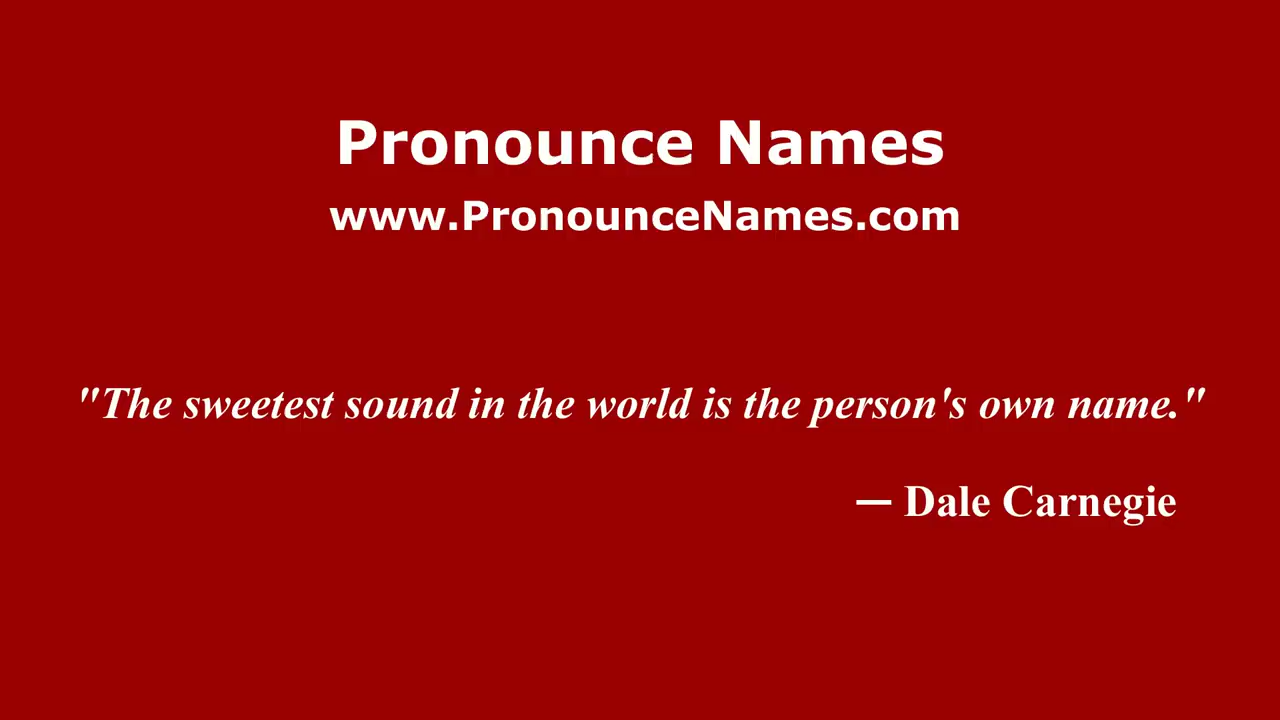 Pronounce Names
www.PronounceNames.com
"The sweetest sound in the world is the person's own name."
— Dale Carnegie